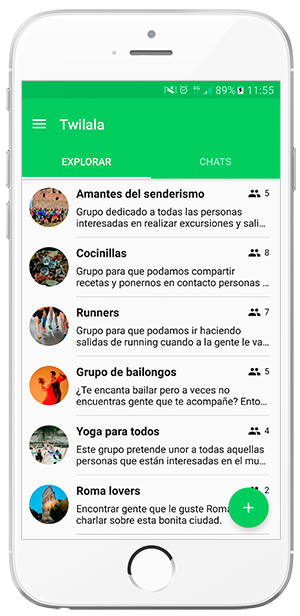 4G 89% 11:55
Twilala
EXPLORAR CHATS
Amantes del senderismo 5
Grupo dedicado a todas las personas
interesadas en realizar excursiones y sali...
Cocinillas 8
Grupo para que podamos compartir
recetas y ponernos en contacto personas ...
Runners 7
Grupo para que podamos ir haciendo
salidas de running cuando a la gente le va...
Grupo de bailongos 5
¿Te encanta bailar pero a veces no
encuentras gente que te acompañe? Ento...
Yoga para todos 4
Este grupo pretende unor a todas aquellas
personas que están interesadas en el mu...
Roma lovers 2
Encontrar gente que le guste Roma
charlar sobre esta bonita ciudad.
+